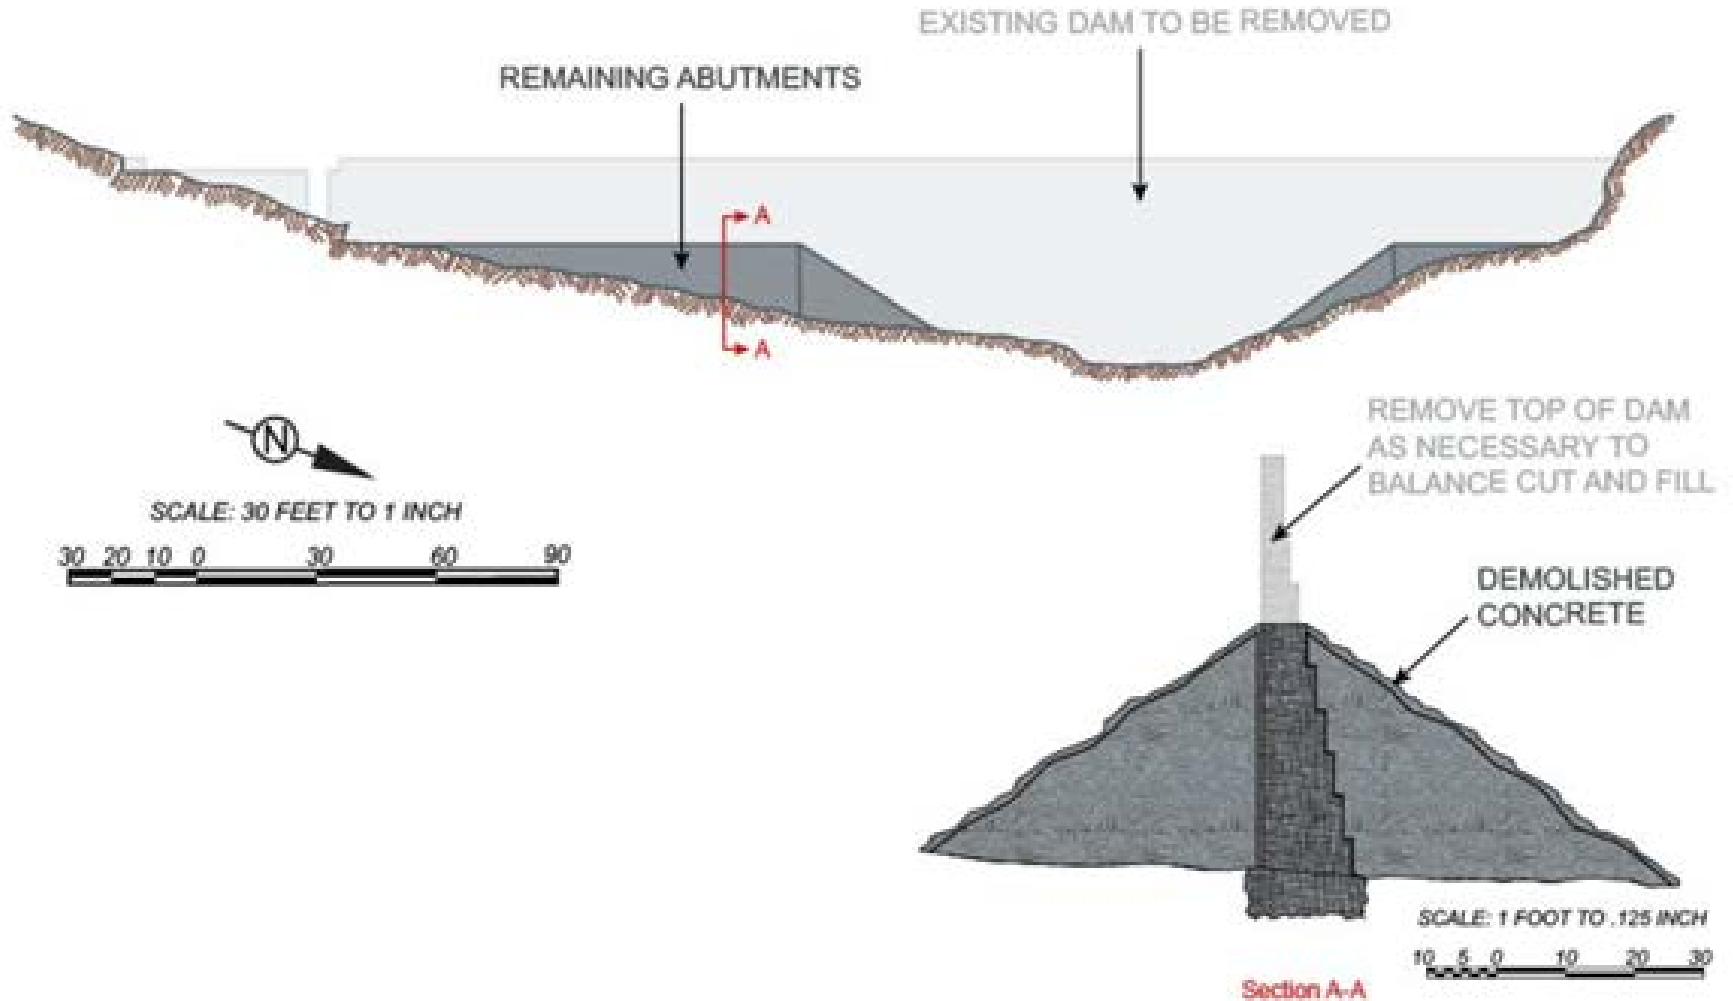 EXISTING DAM TO BE REMOVED
REMAINING ABUTMENTS
A
A
REMOVE TOP OF DAM
AS NECESSARY TO
BALANCE CUT AND FILL
N
SCALE: 30 FEET TO 1 INCH
30 20 10 0 30 60 90
DEMOLISHED
CONCRETE
SCALE: 1 FOOT TO .125 INCH
10 5 0 10 20 30
Section A-A